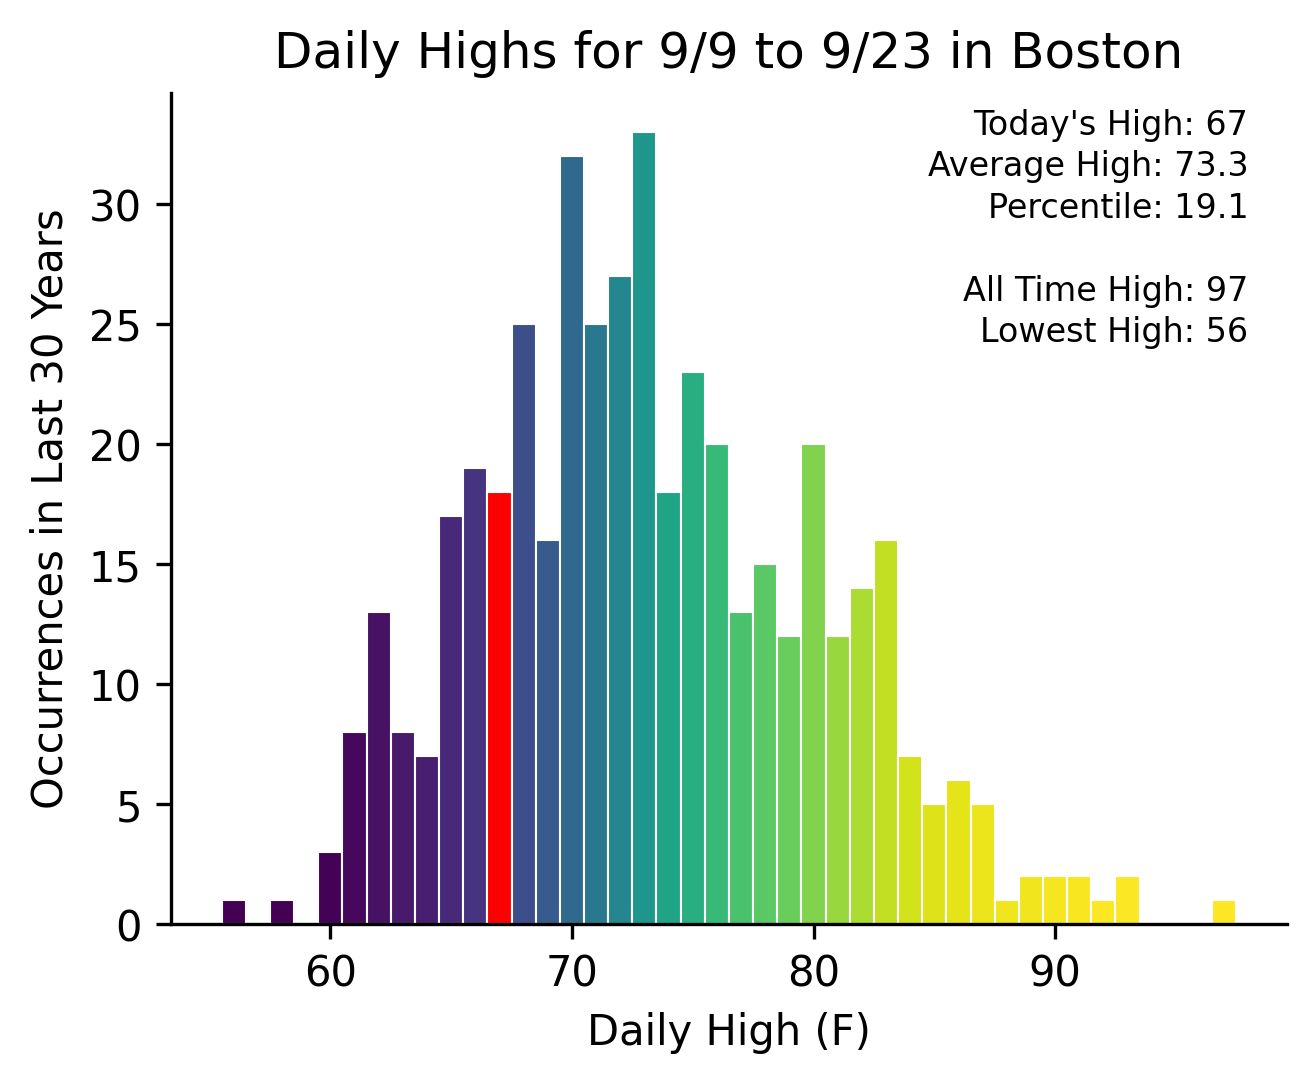 Daily Highs for 9/9 to 9/23 in Boston
Today's High: 67
Average High: 73.3
Percentile: 19.1
All Time High: 97
Lowest High: 56
Occurrences in Last 30 Years
30
25
20
15
10
5
0
60 70 80 90
Daily High (F)